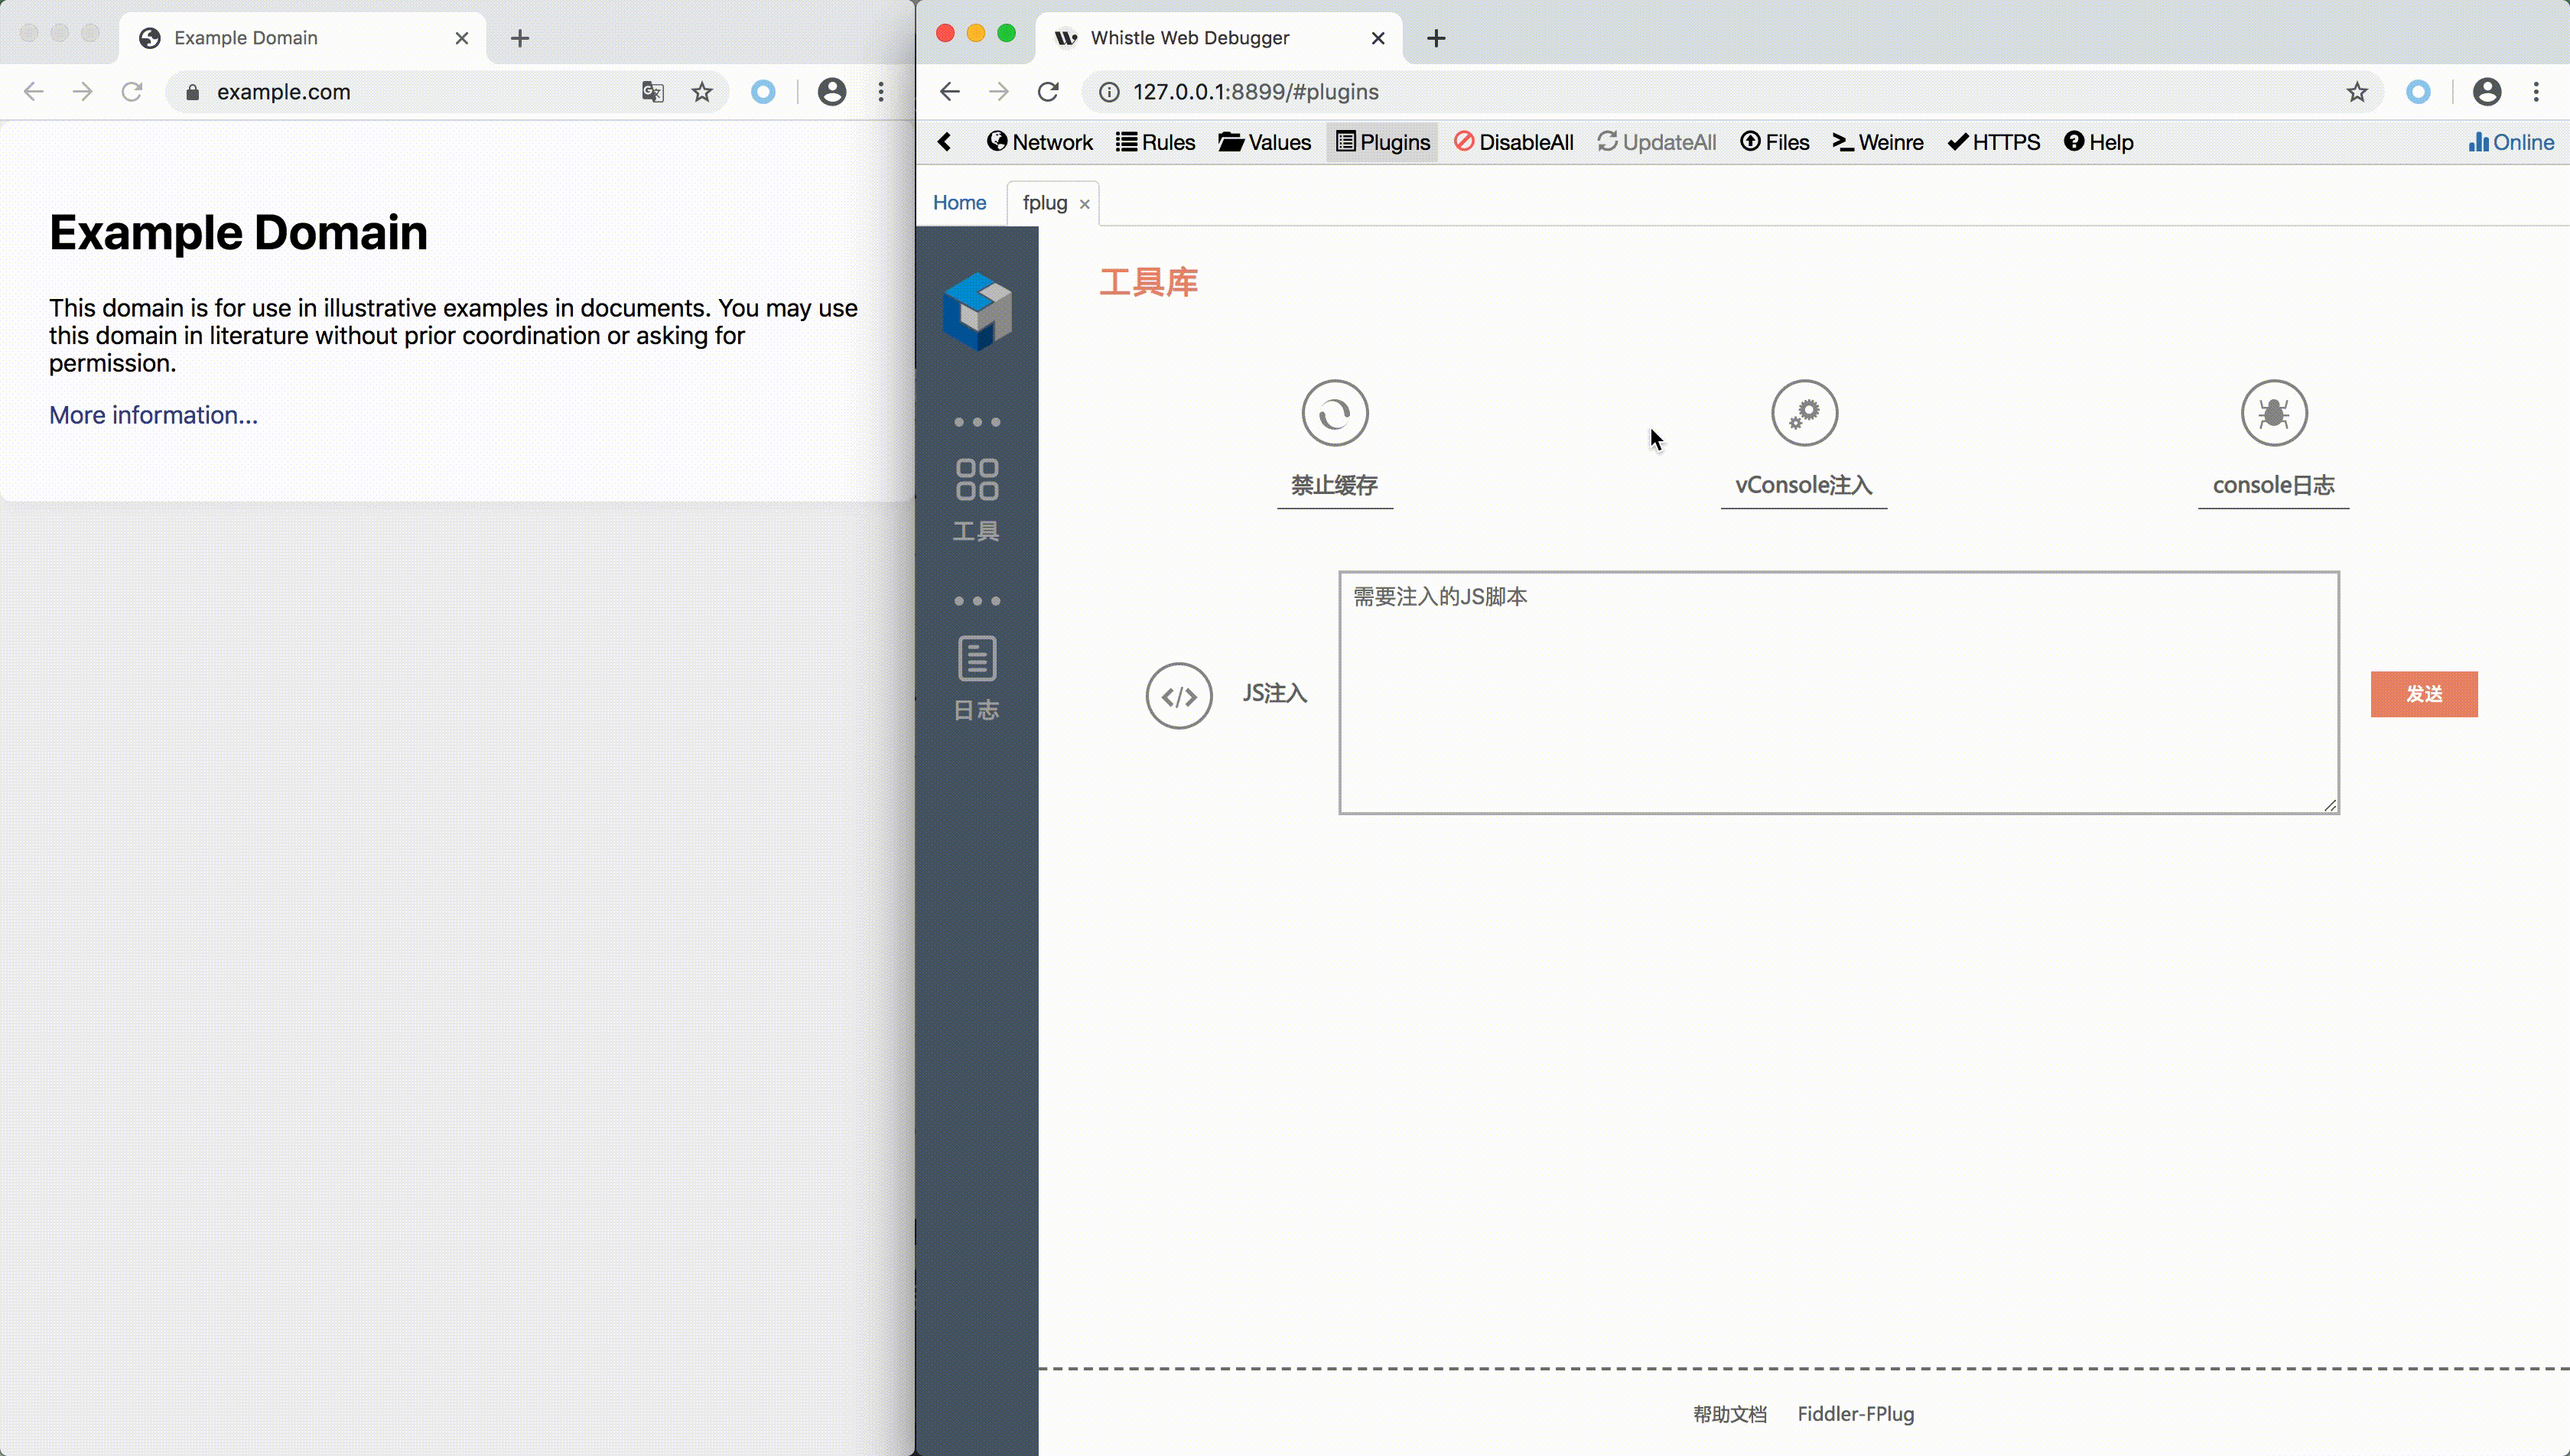 Example Domain
example.com
Example Domain
This domain is for use in illustrative examples in documents. You may use
this domain in literature without prior coordination or asking for
permission.
More information...
Whistle Web Debugger
127.0.0.1:8899/#plugins
Network Rules Values Plugins DisableAll UpdateAll Files Weinre HTTPS Help Online
Home fplug
工具
日志
工具库
禁止缓存 vConsole注入 console日志
JS注入
需要注入的JS脚本
发送
帮助文档 Fiddler-FPlug